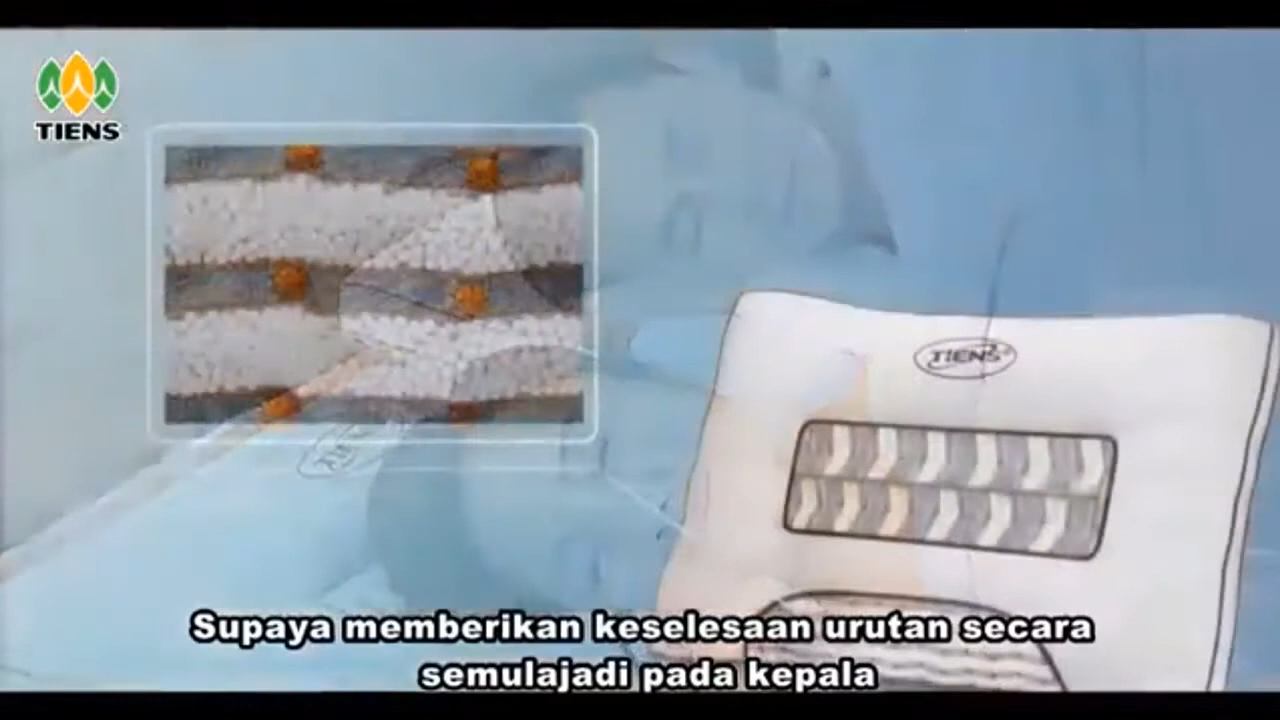 TIENS
TIENS
Supaya memberikan keselesaan urutan secara
semulajadi pada kepala